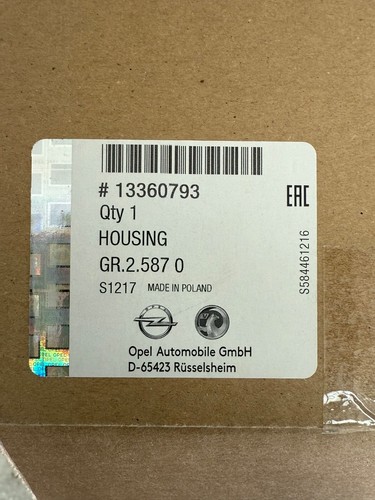 # 13360793
EAC
Qty 1
HOUSING
GR.2.587 0
S1217 MADE IN POLAND
S584461216
Opel Automobile GmbH
D-65423 Rüsselsheim